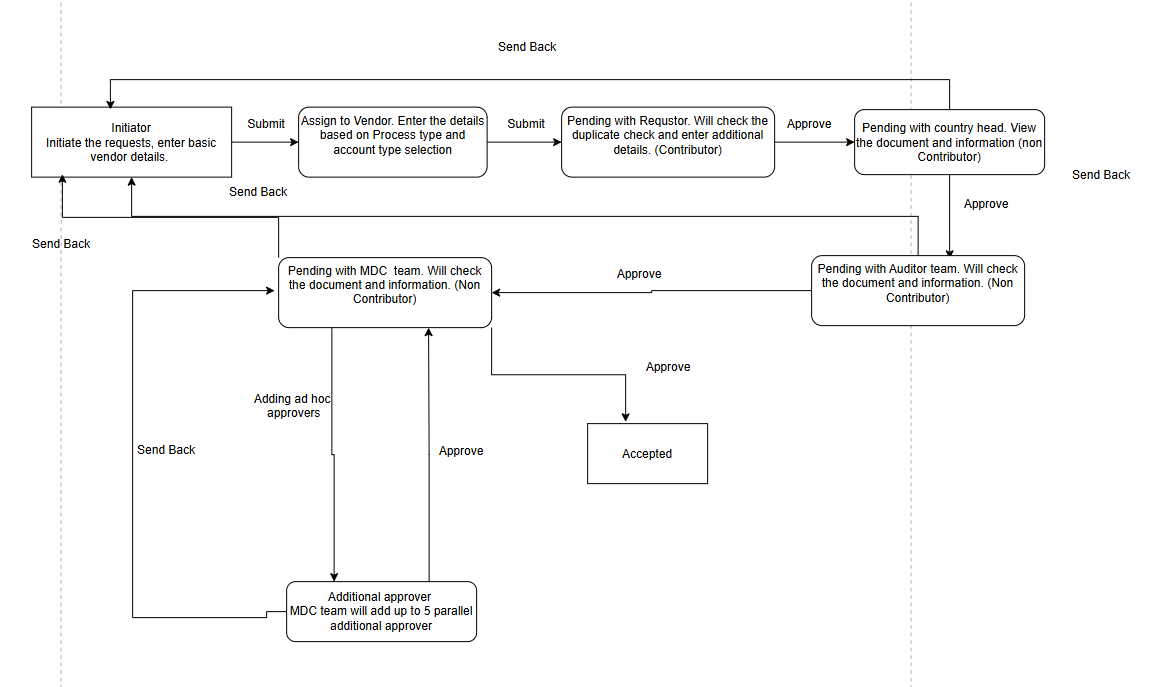 Send Back
Initiator
Initiate the requests, enter basic
vendor details.
Submit
Assign to Vendor. Enter the details
based on Process type and
account type selection
Submit
Pending with Requstor. Will check the
duplicate check and enter additional
details. (Contributor)
Approve
Pending with country head. View
the document and information (non
Contributor)
Send Back
Send Back
Approve
Send Back
Pending with MDC team. Will check
the document and information. (Non
Contributor)
Approve
Pending with Auditor team. Will check
the document and information. (Non
Contributor)
Approve
Adding ad hoc
approvers
Send Back
Approve
Accepted
Additional approver
MDC team will add up to 5 parallel
additional approver